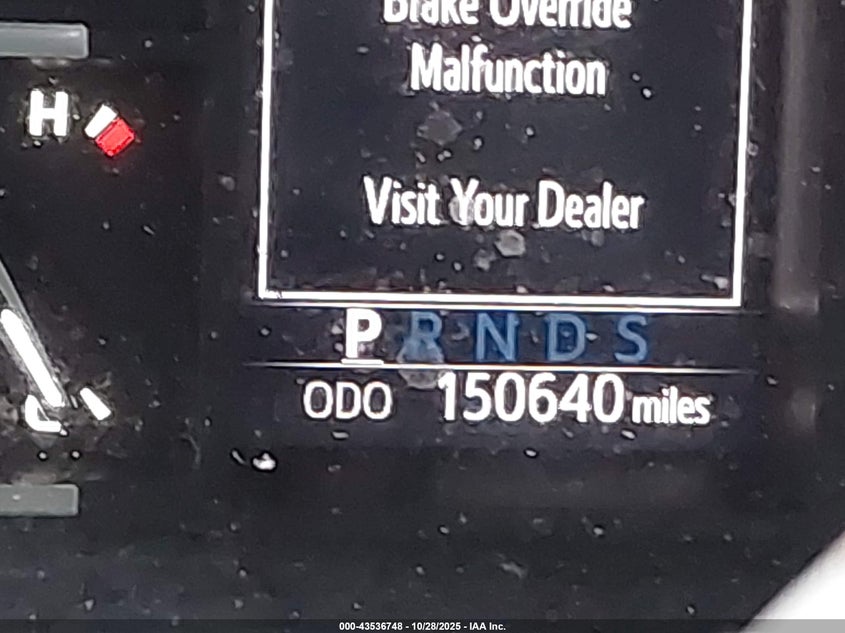 Brake Override
Malfunction
Visit Your Dealer
H
P R N D S
ODO 150640 miles
000-43536748 - 10/28/2025 - IAA Inc.